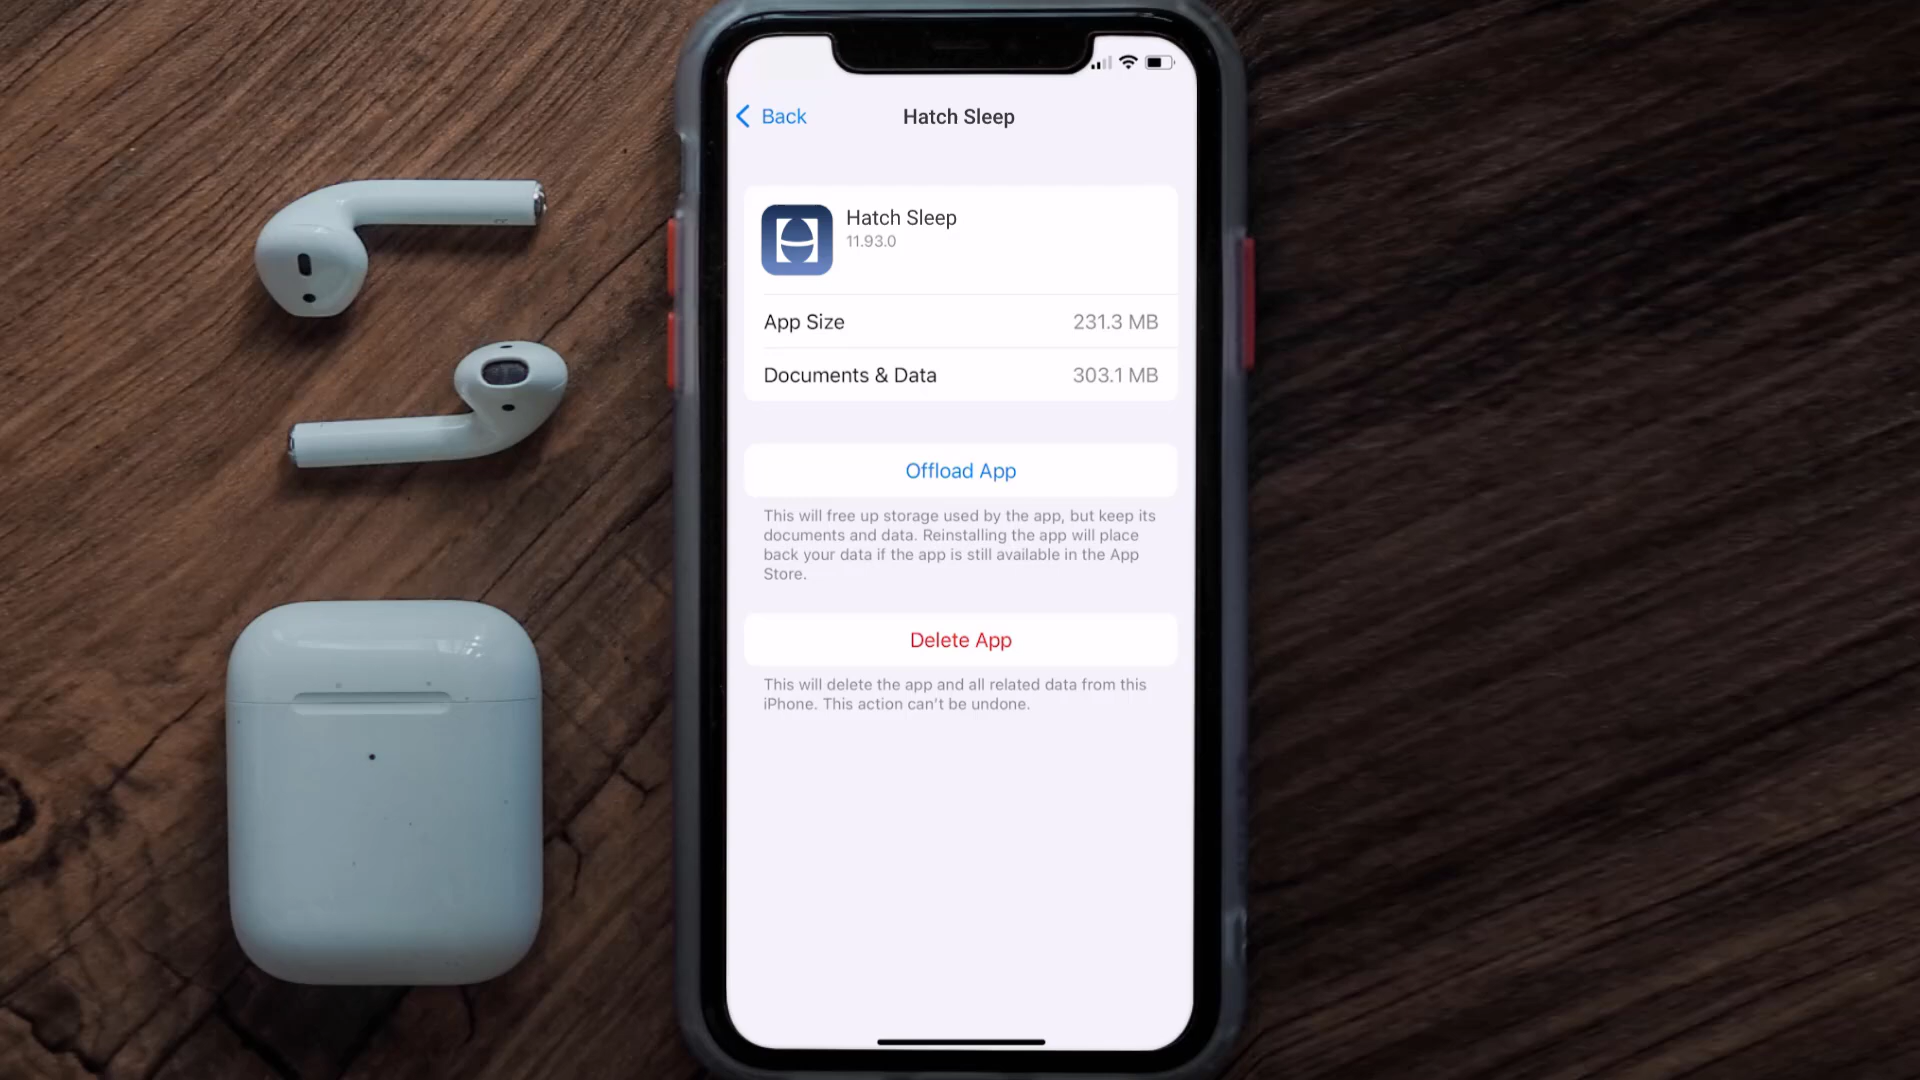 Back
Hatch Sleep
Hatch Sleep
11.93.0
App Size 231.3 MB
Documents & Data 303.1 MB
Offload App
This will free up storage used by the app, but keep its
documents and data. Reinstalling the app will place
back your data if the app is still available in the App
Store.
Delete App
This will delete the app and all related data from this
iPhone. This action can't be undone.